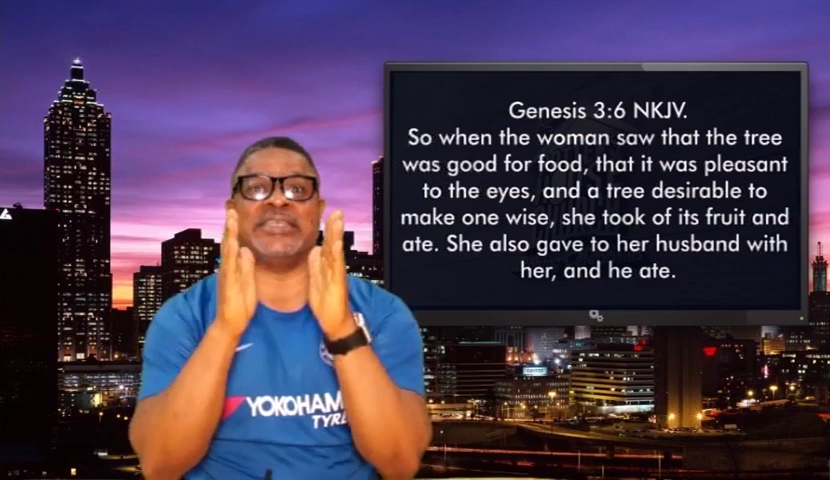 Genesis 3:6 NKJV.
So when the woman saw that the tree
was good for food, that it was pleasant
to the eyes, and a tree desirable to
make one wise, she took of its fruit and
ate. She also gave to her husband with
her, and he ate.
YOKOHAM
TYRE